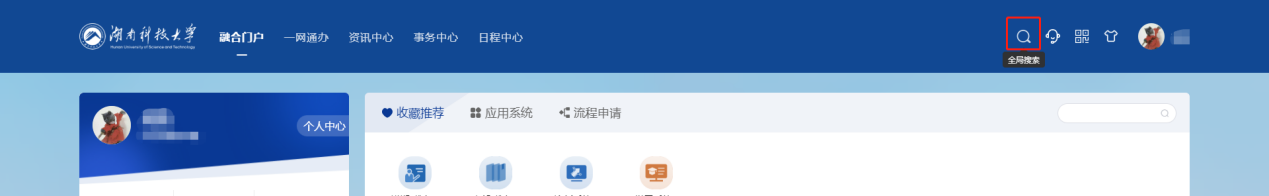 湖南科技大学 融合门户 一网通办 资讯中心 事务中心 日程中心
Hunan University of Science and Technology
全局搜索
个人中心 收藏推荐 应用系统 流程申请